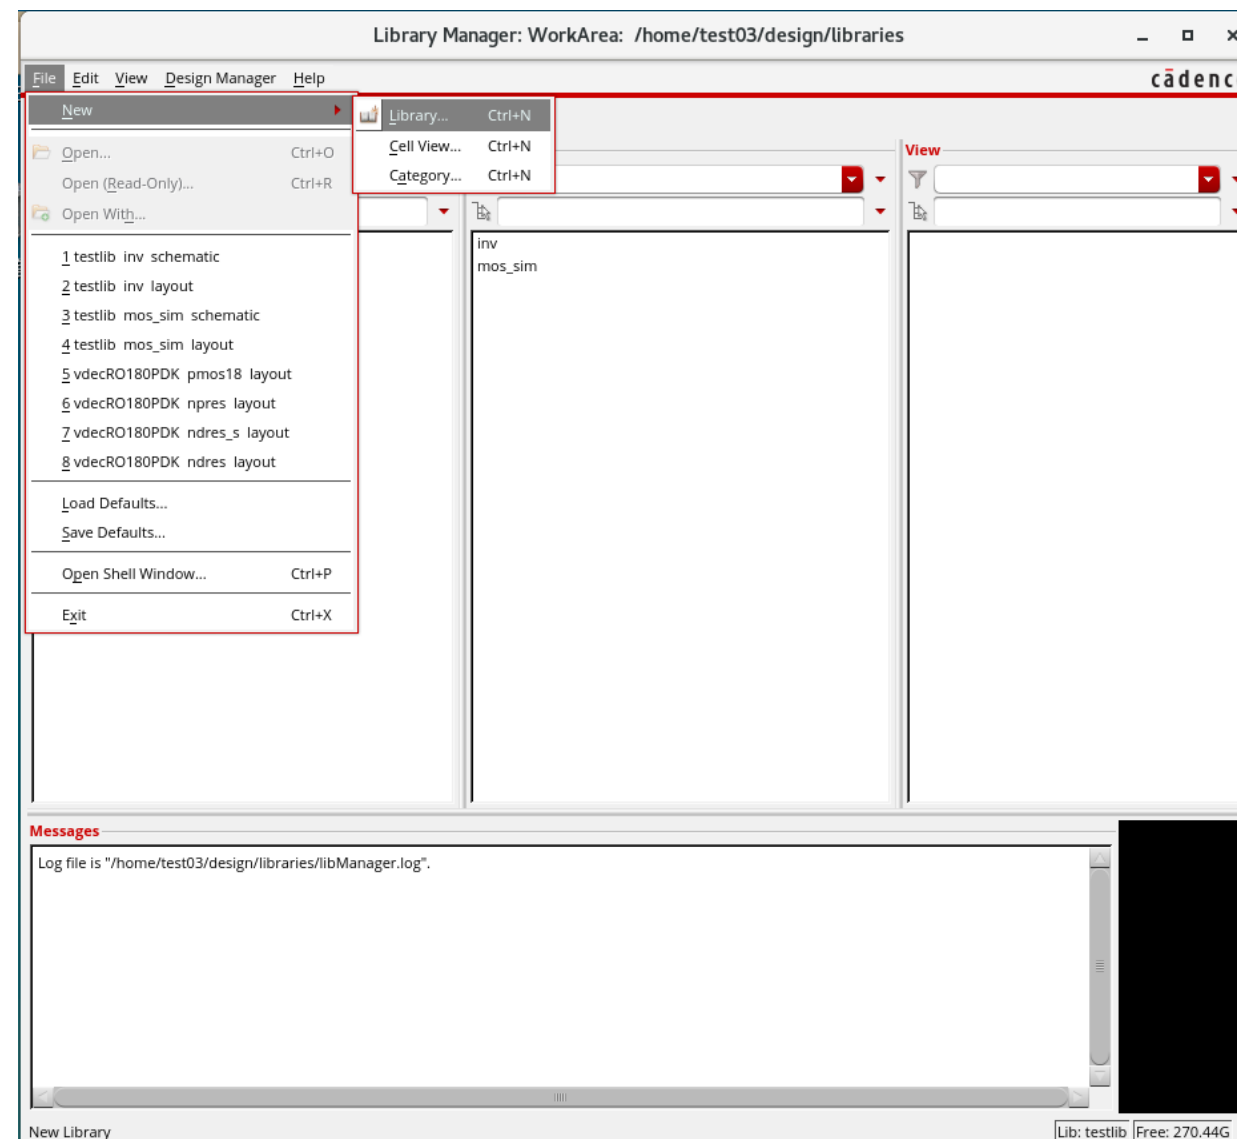 Library Manager: WorkArea: /home/test03/design/libraries
File Edit View Design Manager Help
cādenc
New
Library... Ctrl+N
Cell View... Ctrl+N
Category... Ctrl+N
Open... Ctrl+O
Open (Read-Only)... Ctrl+R
Open With...
1 testlib inv schematic
2 testlib inv layout
3 testlib mos_sim schematic
4 testlib mos_sim layout
5 vdecRO180PDK pmos18 layout
6 vdecRO180PDK npres layout
7 vdecRO180PDK ndres_s layout
8 vdecRO180PDK ndres layout
Load Defaults...
Save Defaults...
Open Shell Window... Ctrl+P
Exit Ctrl+X
inv
mos_sim
View
Messages
Log file is "/home/test03/design/libraries/libManager.log".
New Library
Lib: testlib Free: 270.44G